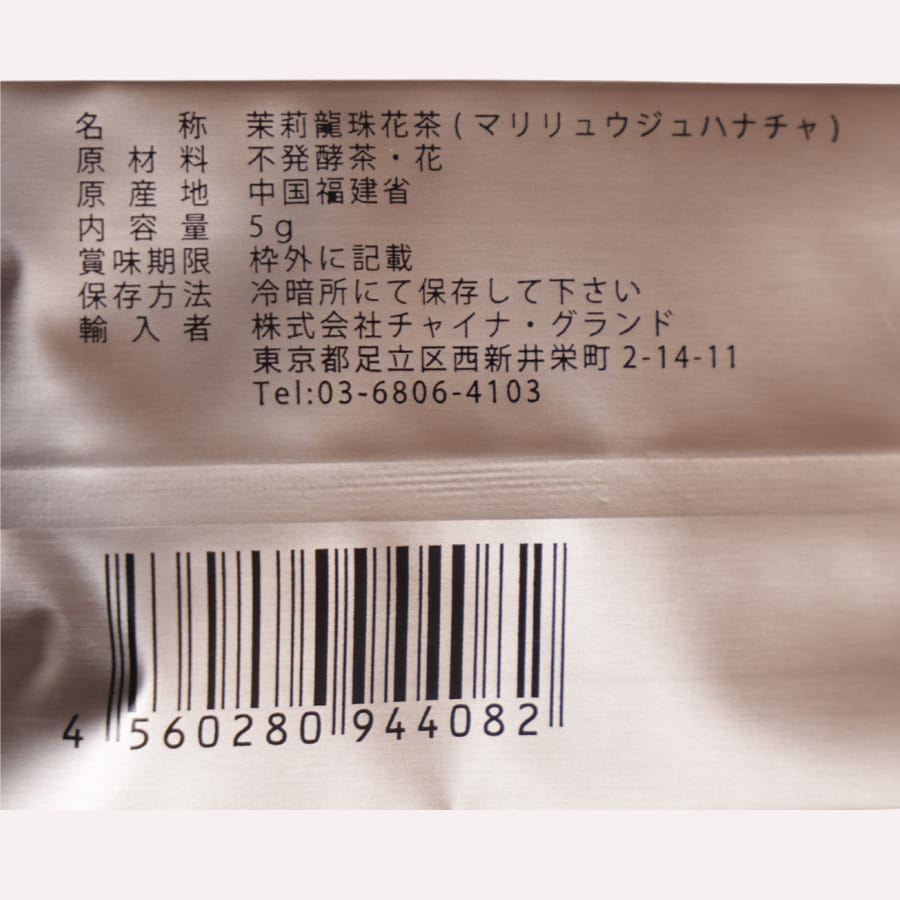 名称 茉莉龍珠花茶(マリリュウジュハナチャ)
原材料 不発酵茶・花
原産地 中国福建省
内容量 5g
賞味期限 枠外に記載
保存方法 冷暗所にて保存して下さい
輸入者 株式会社チャイナ・グランド
東京都足立区西新井栄町2-14-11
Tel:03-6806-4103
4 560280 944082